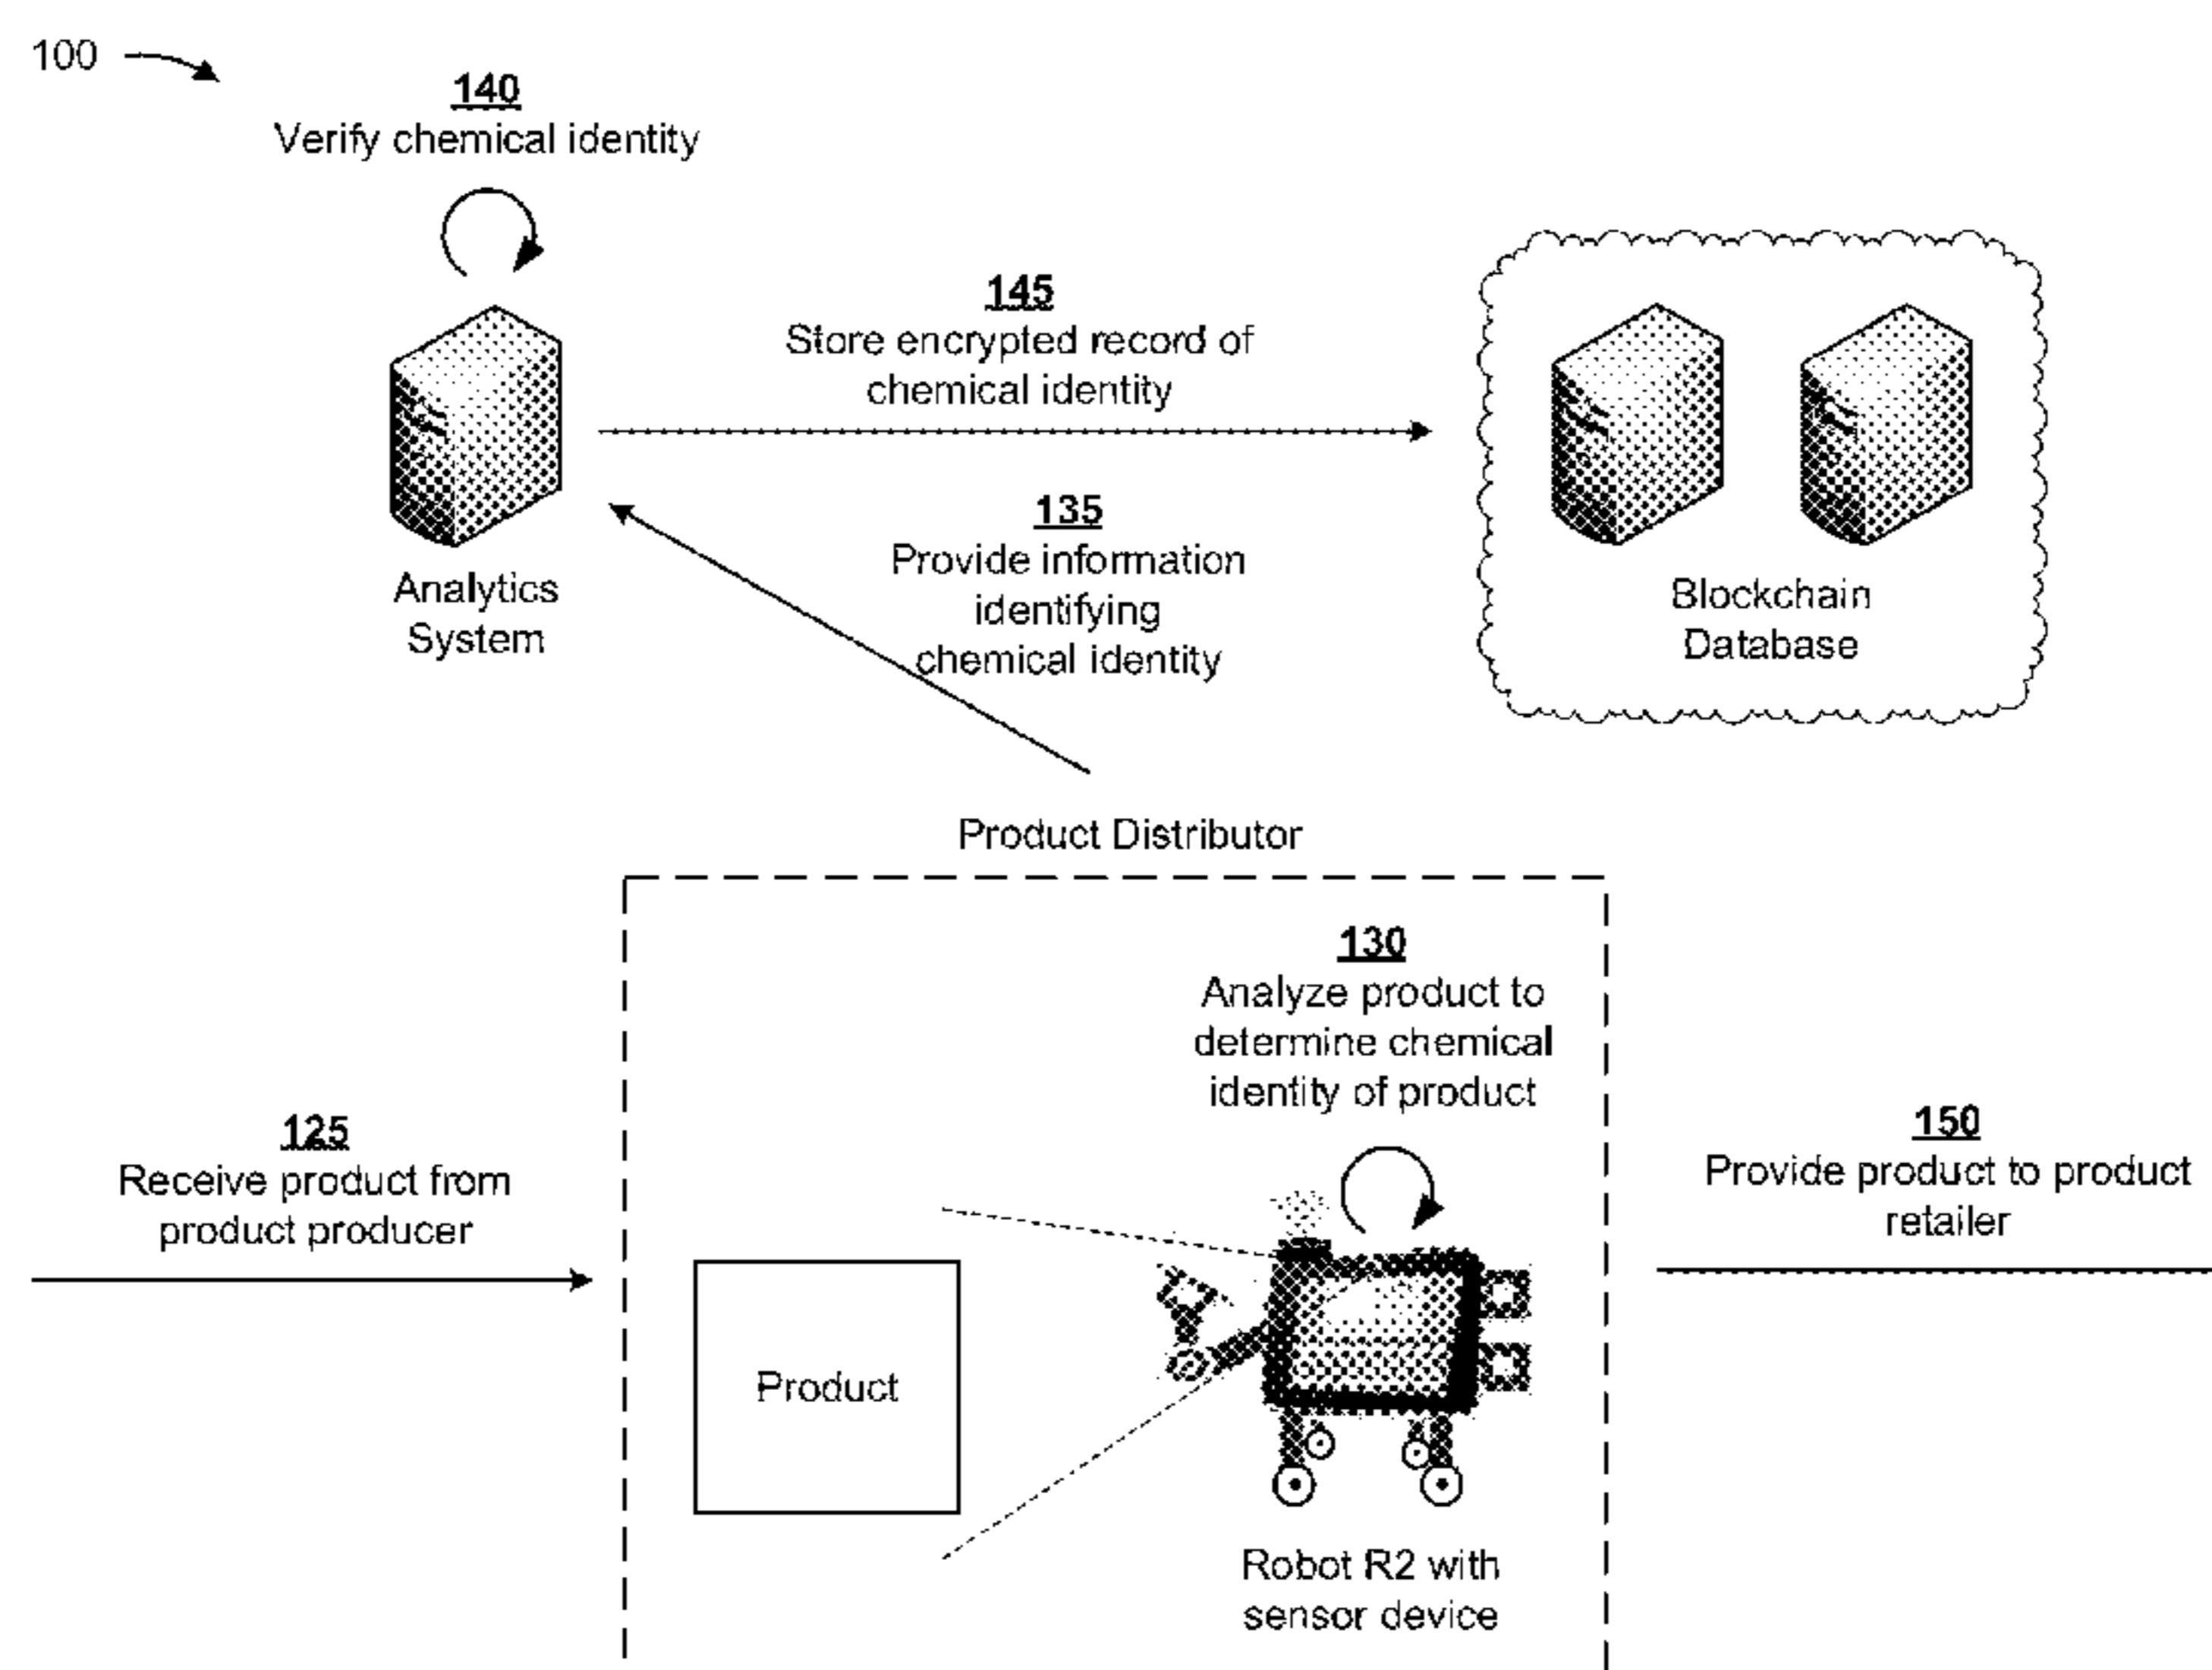 100
140
Verify chemical identity
145
Store encrypted record of
chemical identity
135
Provide information
identifying
chemical identity
Analytics
System
Blockchain
Database
Product Distributor
130
Analyze product to
determine chemical
identity of product
125
Receive product from
product producer
150
Provide product to product
retailer
Product
Robot R2 with
sensor device